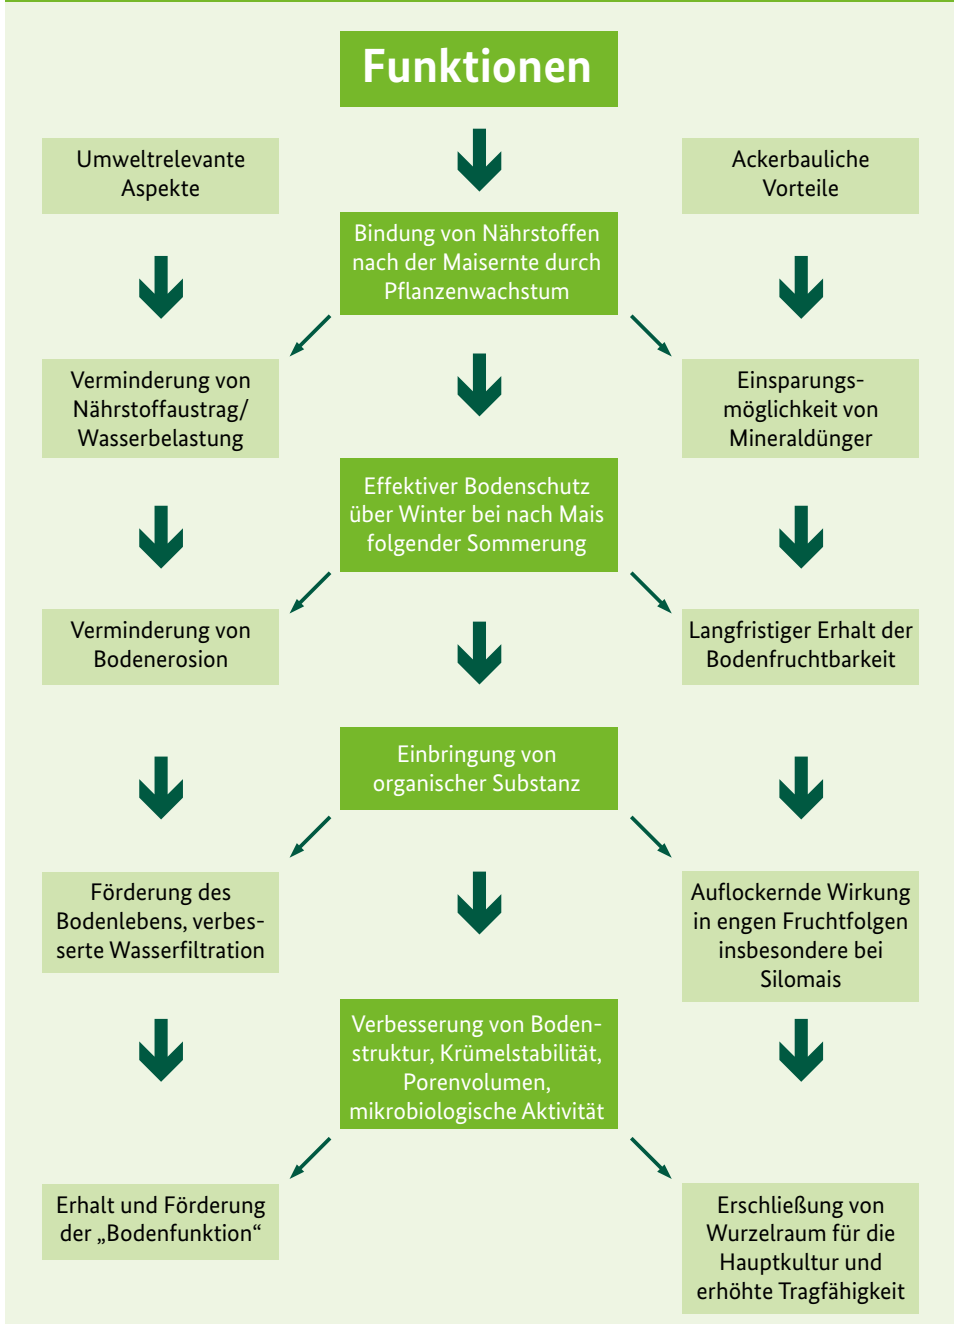 Funktionen
Umweltrelevante
Aspekte
Ackerbauliche
Vorteile
Bindung von Nährstoffen
nach der Maisernte durch
Pflanzenwachstum
Verminderung von
Nährstoffaustrag/
Wasserbelastung
Einsparungs-
möglichkeit von
Mineraldünger
Effektiver Bodenschutz
über Winter bei nach Mais
folgender Sommerung
Verminderung von
Bodenerosion
Langfristiger Erhalt der
Bodenfruchtbarkeit
Einbringung von
organischer Substanz
Förderung des
Bodenlebens, verbes-
serte Wasserfiltration
Auflockernde Wirkung
in engen Fruchtfolgen
insbesondere bei
Silomais
Verbesserung von Boden-
struktur, Krümelstabilität,
Porenvolumen,
mikrobiologische Aktivität
Erhalt und Förderung
der „Bodenfunktion“
Erschließung von
Wurzelraum für die
Hauptkultur und
erhöhte Tragfähigkeit